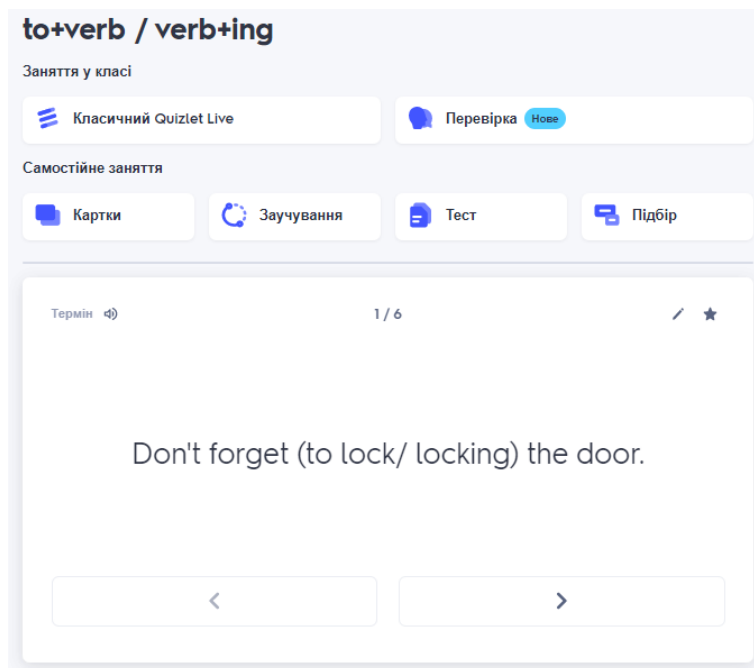 to+verb / verb+ing
Заняття у класі
Класичний Quizlet Live
Перевірка Нове
Самостійне заняття
Картки
Заучування
Тест
Підбір
Термін
1 / 6
Don't forget (to lock/ locking) the door.